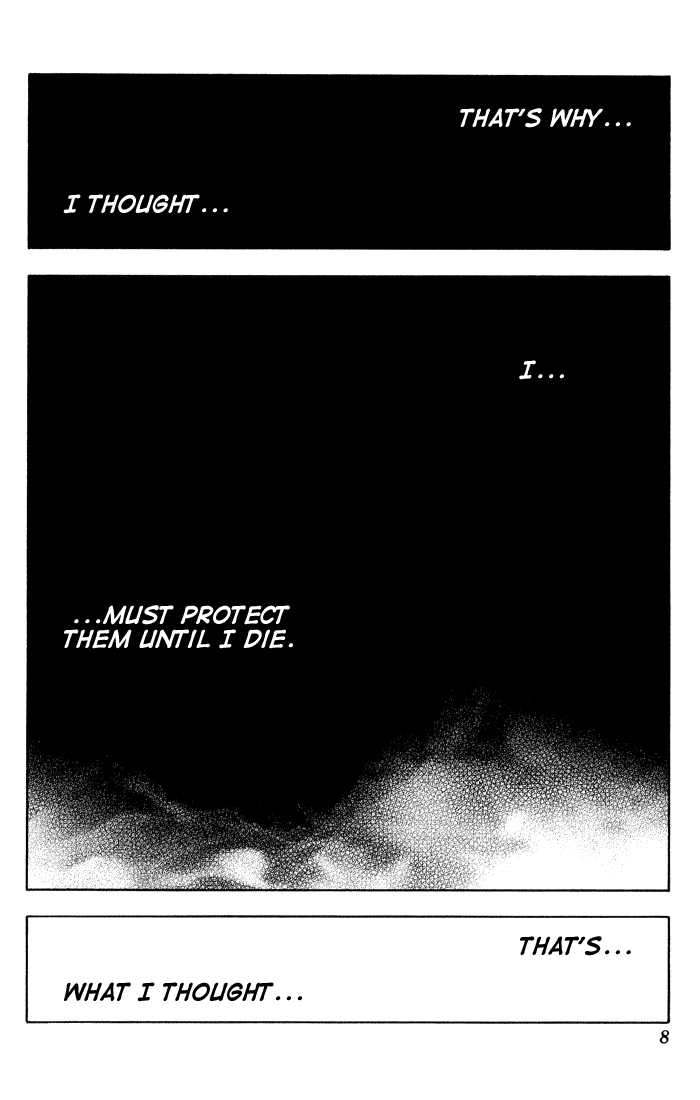 THAT'S WHY...
I THOUGHT...
I...
...MUST PROTECT
THEM UNTIL I DIE.
THAT'S...
WHAT I THOUGHT...
8